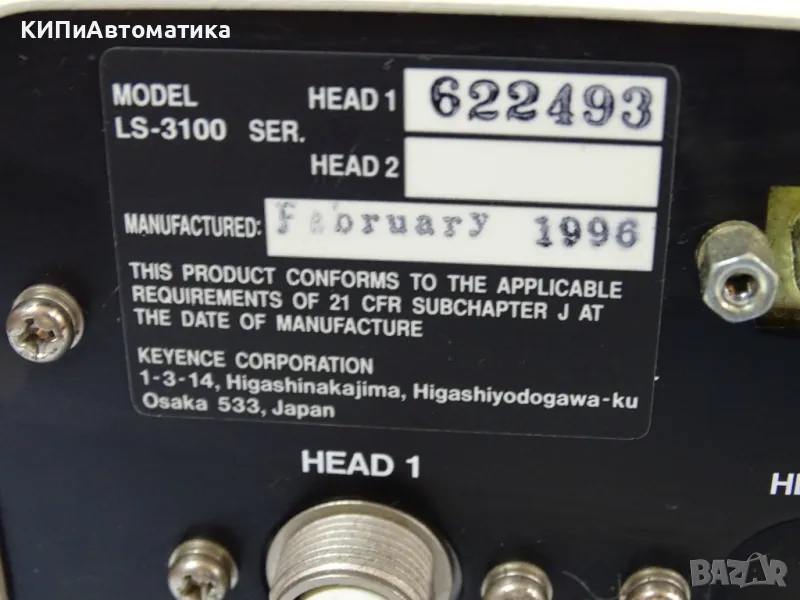 КИПиАвтоматика
MODEL HEAD 1 622493
LS-3100 SER.
HEAD 2
MANUFACTURED: February 1996
THIS PRODUCT CONFORMS TO THE APPLICABLE
REQUIREMENTS OF 21 CFR SUBCHAPTER J AT
THE DATE OF MANUFACTURE
KEYENCE CORPORATION
1-3-14, Higashinakajima, Higashiyodogawa-ku
Osaka 533, Japan
HEAD 1
BAZAR